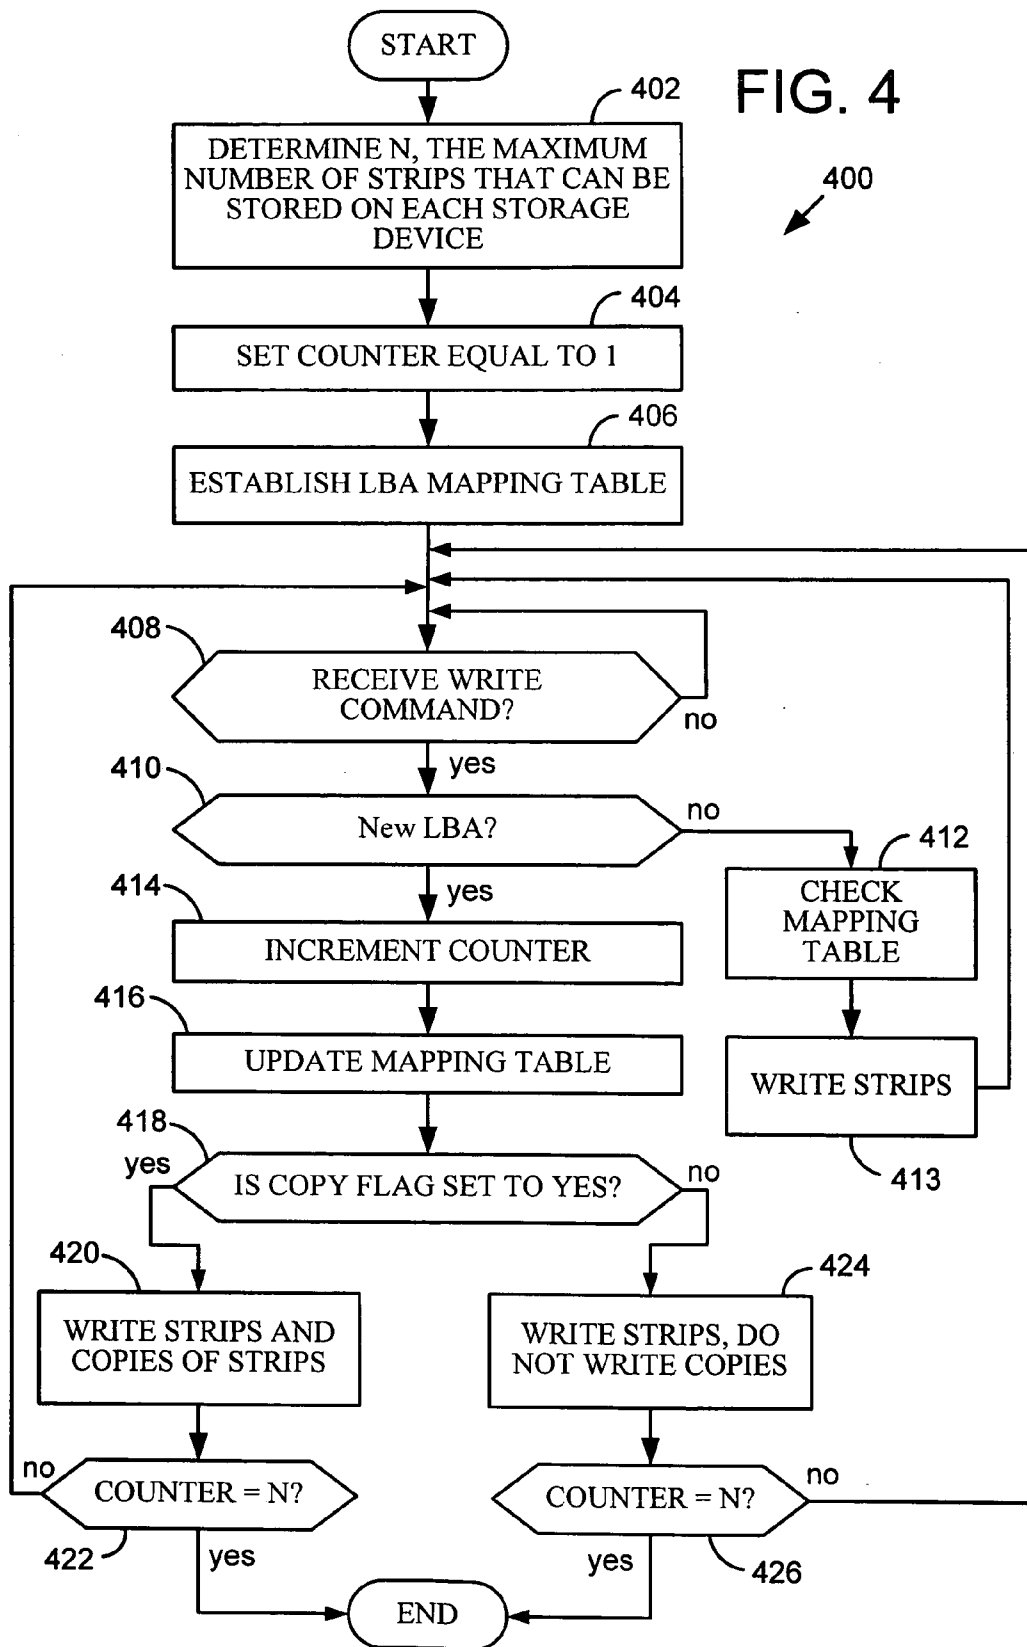 START
FIG. 4
402
DETERMINE N, THE MAXIMUM
NUMBER OF STRIPS THAT CAN BE
STORED ON EACH STORAGE
DEVICE
400
404
SET COUNTER EQUAL TO 1
406
ESTABLISH LBA MAPPING TABLE
408
RECEIVE WRITE
COMMAND?
no
yes
410
New LBA?
no
yes
412
CHECK
MAPPING
TABLE
414
INCREMENT COUNTER
416
UPDATE MAPPING TABLE
WRITE STRIPS
413
418
yes
IS COPY FLAG SET TO YES?
no
420
WRITE STRIPS AND
COPIES OF STRIPS
424
WRITE STRIPS, DO
NOT WRITE COPIES
no
COUNTER = N?
422
yes
COUNTER = N?
no
426
yes
END